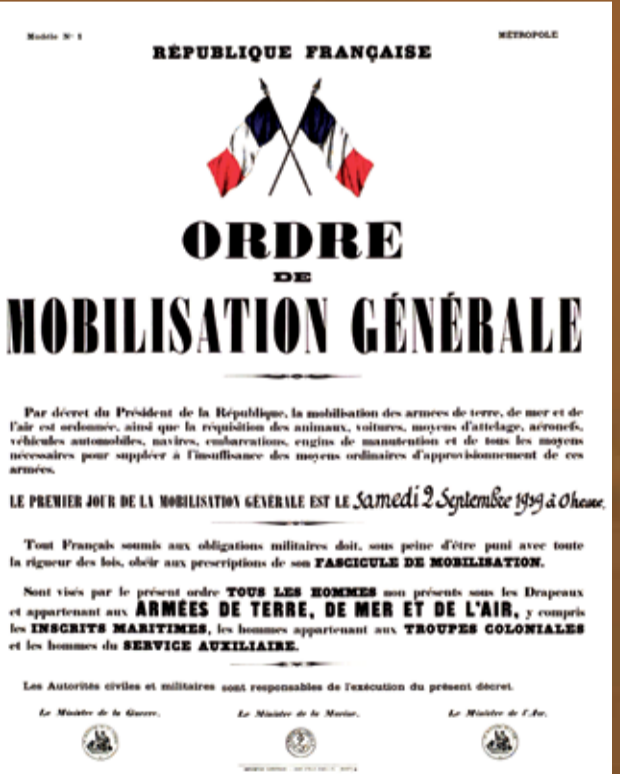 Modèle N° 1
MÉTROPOLE
RÉPUBLIQUE FRANÇAISE
ORDRE
DE
MOBILISATION GÉNÉRALE
Par décret du Président de la République, la mobilisation des armées de terre, de mer et de
l'air est ordonnée, ainsi que la réquisition des animaux, voitures, moyens d'attelage, aéronefs,
véhicules automobiles, navires, embarcations, engins de manutention et de tous les moyens
nécessaires pour suppléer à l'insuffisance des moyens ordinaires d'approvisionnement de ces
armées.
LE PREMIER JOUR DE LA MOBILISATION GÉNÉRALE EST LE Samedi 2 Septembre 1939 à 0 heure.
Tout Français soumis aux obligations militaires doit, sous peine d'être puni avec toute
la rigueur des lois, obéir aux prescriptions de son FASCICULE DE MOBILISATION.
Sont visés par le présent ordre TOUS LES HOMMES non présents sous les Drapeaux
et appartenant aux ARMÉES DE TERRE, DE MER ET DE L'AIR, y compris
les INSCRITS MARITIMES, les hommes appartenant aux TROUPES COLONIALES
et les hommes du SERVICE AUXILIAIRE.
Les Autorités civiles et militaires sont responsables de l'exécution du présent décret.
Le Ministre de la Guerre,
Le Ministre de la Marine,
Le Ministre de l'Air,